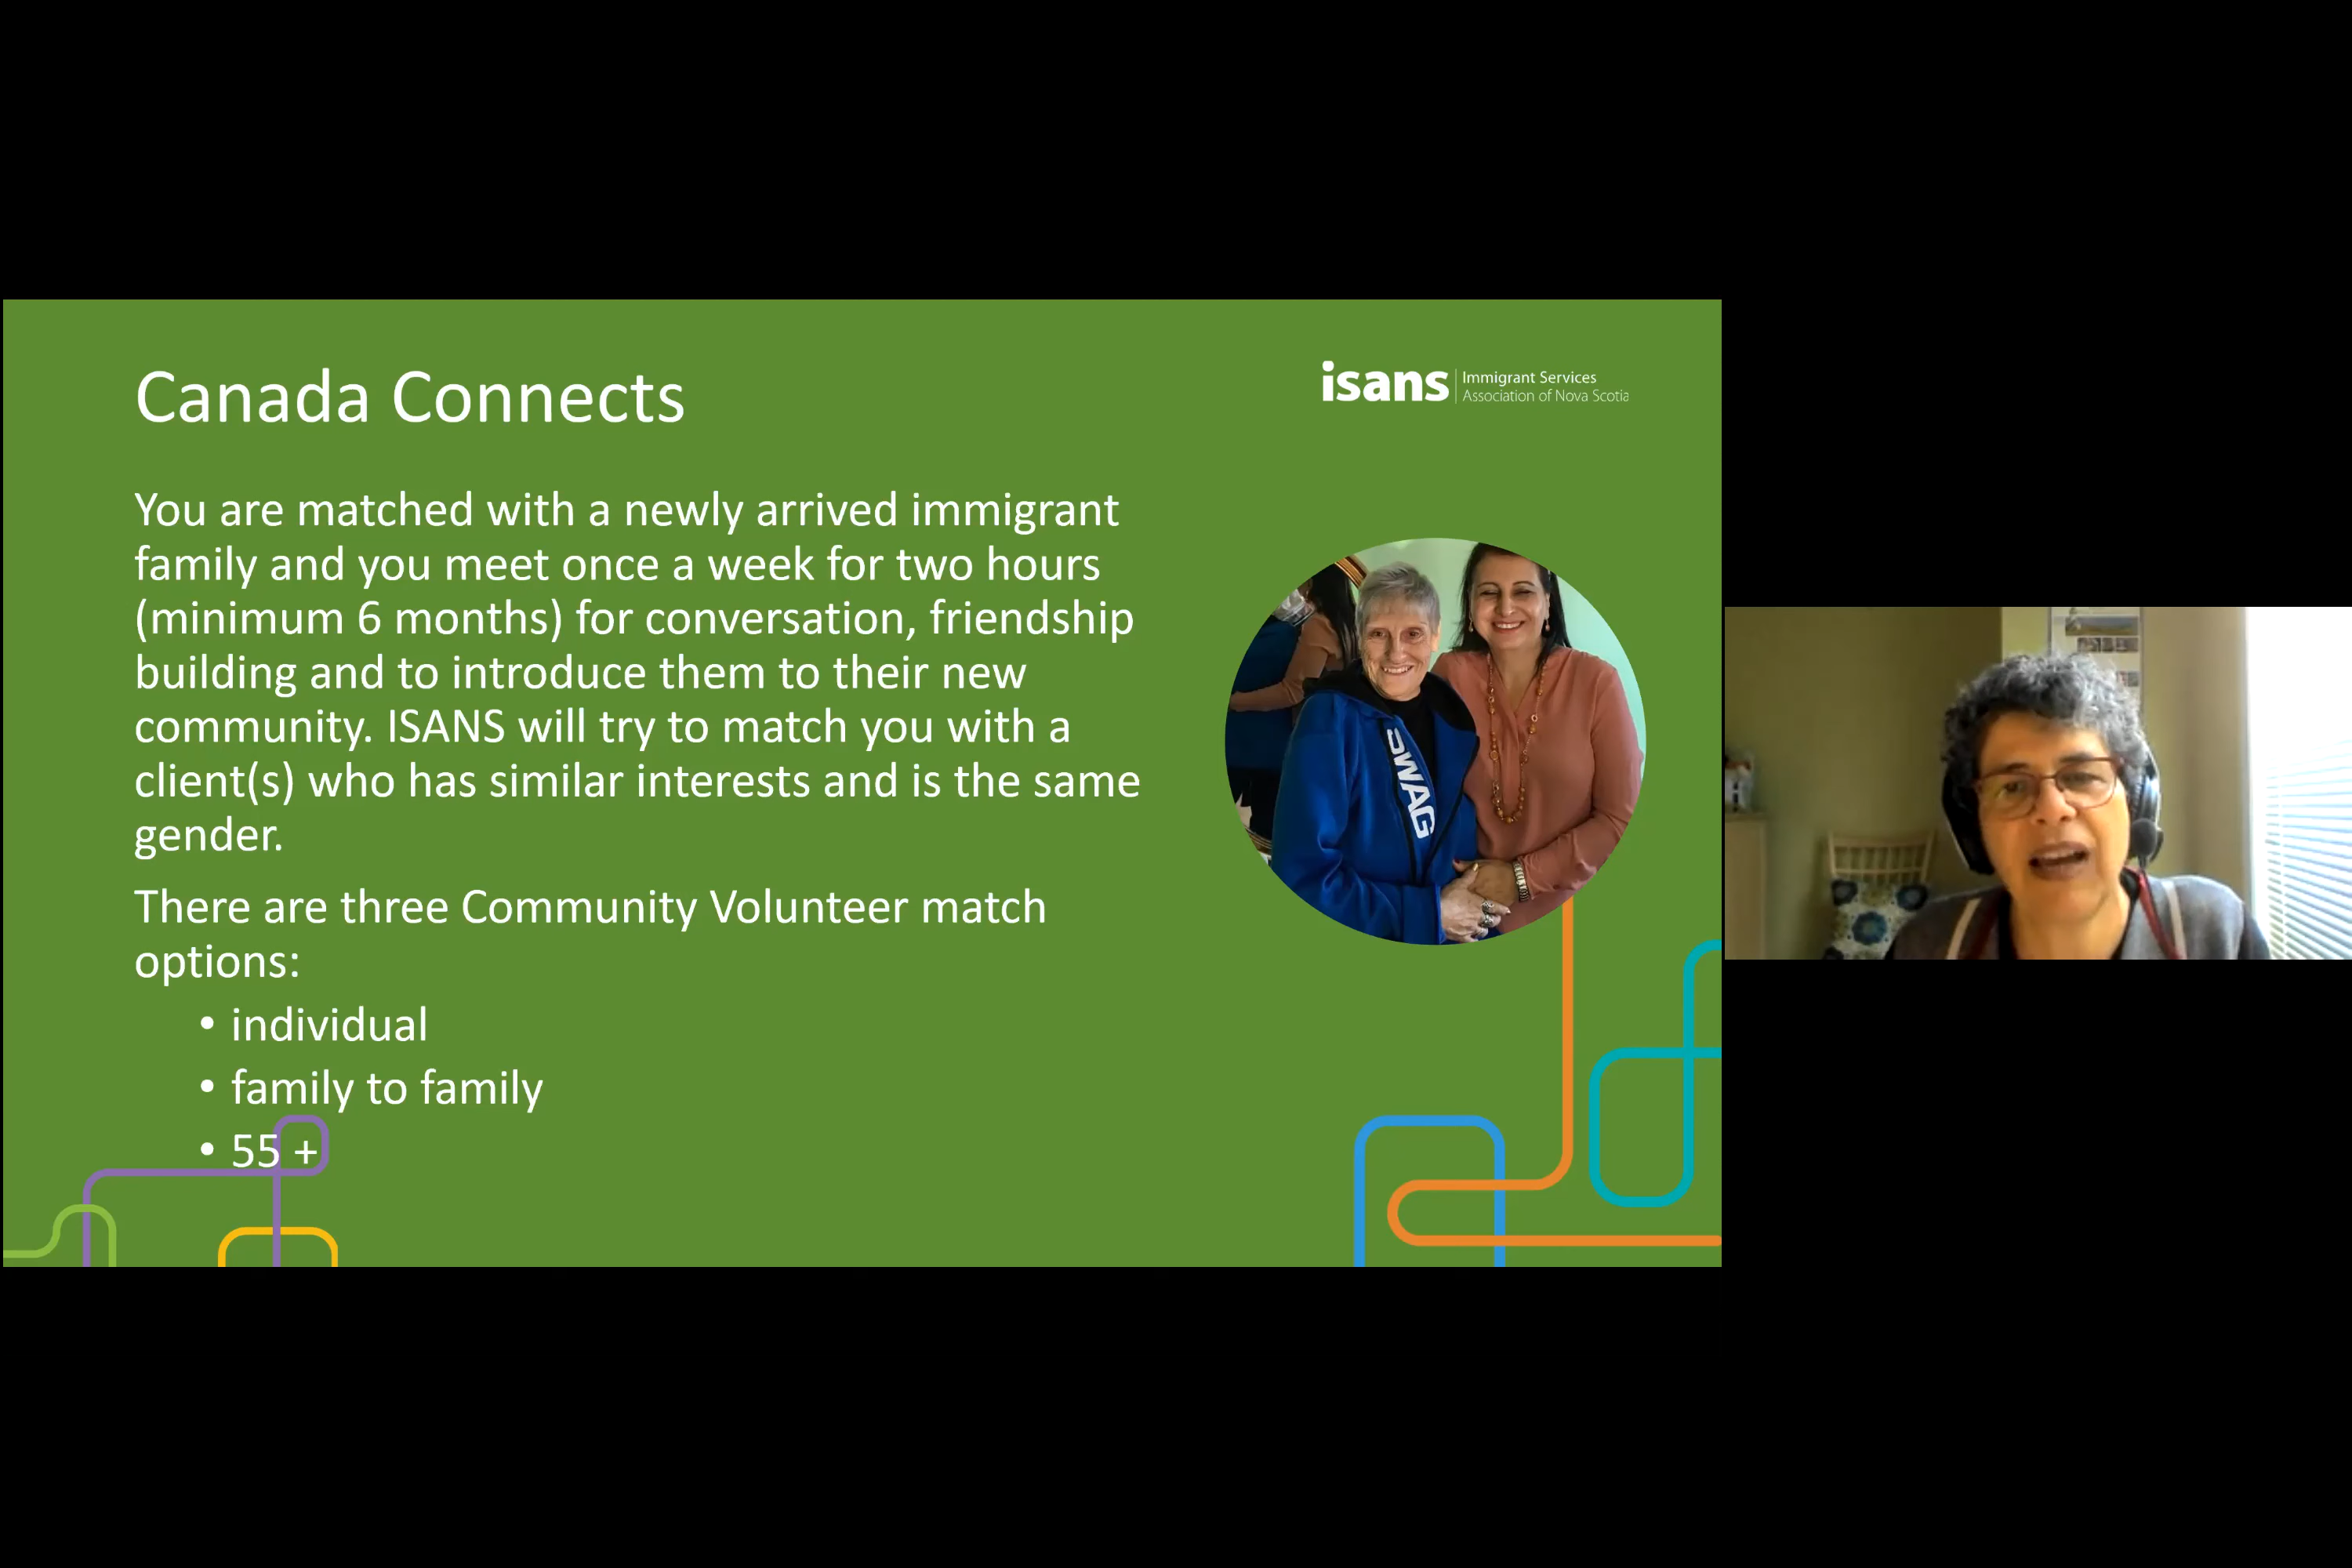 Canada Connects
isans
Immigrant Services
Association of Nova Scotia
You are matched with a newly arrived immigrant
family and you meet once a week for two hours
(minimum 6 months) for conversation, friendship
building and to introduce them to their new
community. ISANS will try to match you with a
client(s) who has similar interests and is the same
gender.
There are three Community Volunteer match
options:
• individual
• family to family
• 55 +
SWAG